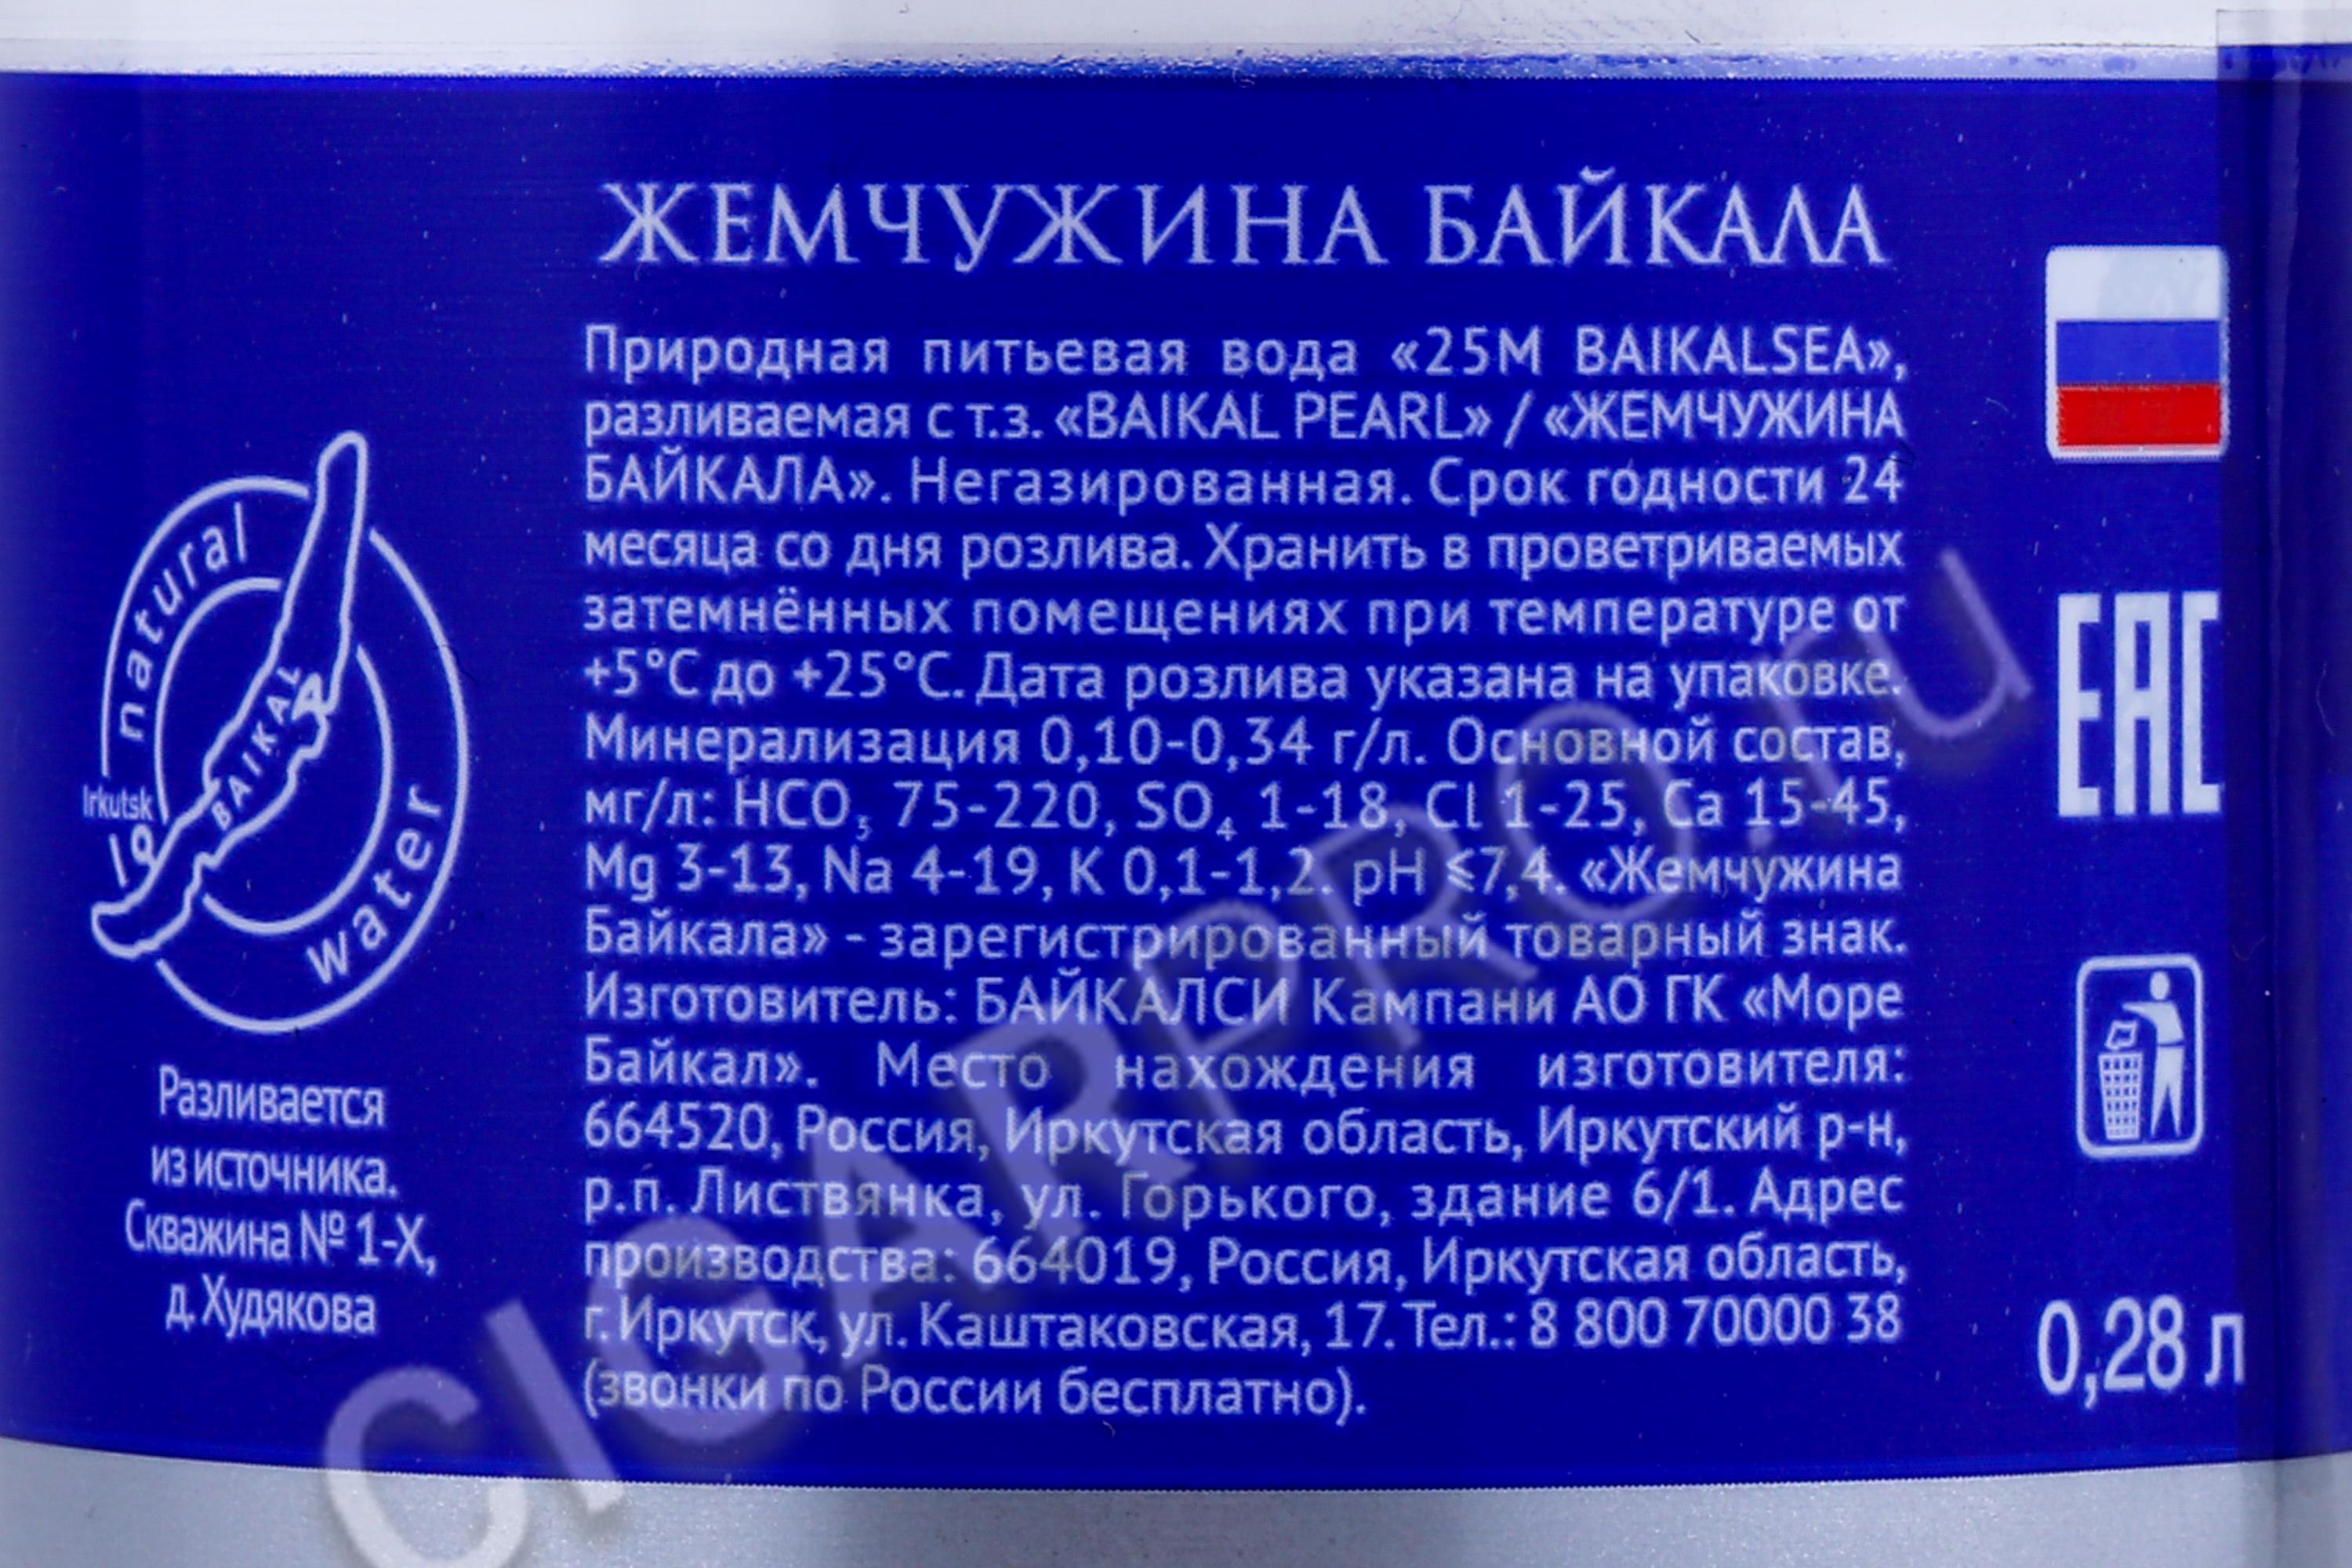 ЖЕМЧУЖИНА БАЙКАЛА
Природная питьевая вода «25М BAIKALSEA»,
разливаемая с т.з. «BAIKAL PEARL» / «ЖЕМЧУЖИНА
БАЙКАЛА». Негазированная. Срок годности 24
месяца со дня розлива. Хранить в проветриваемых
затемнённых помещениях при температуре от
+5°C до +25°C. Дата розлива указана на упаковке.
Минерализация 0,10-0,34 г/л. Основной состав,
мг/л: HCO₃ 75-220, SO₄ 1-18, Cl 1-25, Ca 15-45,
Mg 3-13, Na 4-19, K 0,1-1,2. pH ⩽7,4. «Жемчужина
Байкала» - зарегистрированный товарный знак.
Изготовитель: БАЙКАЛСИ Кампани АО ГК «Море
Байкал». Место нахождения изготовителя:
664520, Россия, Иркутская область, Иркутский р-н,
р.п. Листвянка, ул. Горького, здание 6/1. Адрес
производства: 664019, Россия, Иркутская область,
г. Иркутск, ул. Каштаковская, 17. Тел.: 8 800 70000 38
(звонки по России бесплатно).
natural
BAIKAL
Irkutsk
water
Разливается
из источника.
Скважина № 1-Х,
д. Худякова
EAC
0,28 л
CIGARPRO.ru